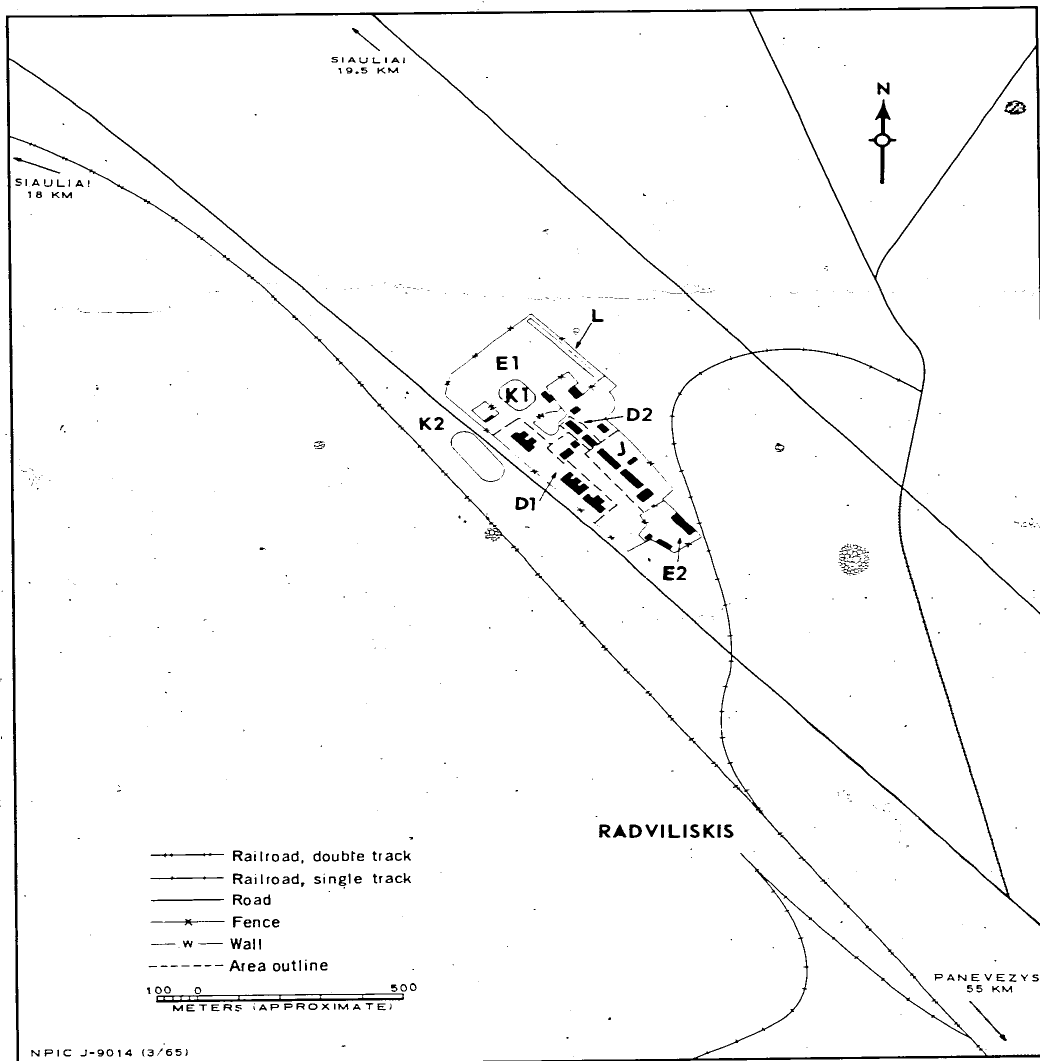 SIAULIAI
19.5 KM
N
SIAULIAI
18 KM
L
E1
K1
K2
D2
J
D1
E2
RADVILISKIS
Railroad, double track
Railroad, single track
Road
Fence
W Wall
Area outline
100 0 500
METERS (APPROXIMATE)
PANEVEZYS
55 KM
NPIC J-9014 (3/65)